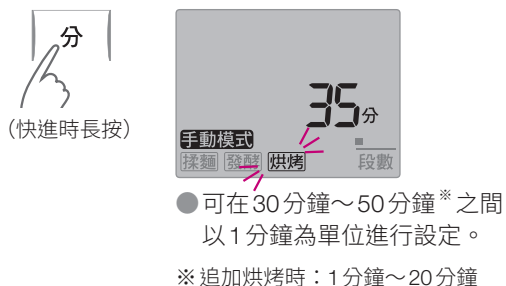 分
(快進時長按)
35分
手動模式
揉麵 發酵 烘烤 段數
●可在30分鐘～50分鐘※之間
以1分鐘為單位進行設定。
※追加烘烤時：1分鐘～20分鐘